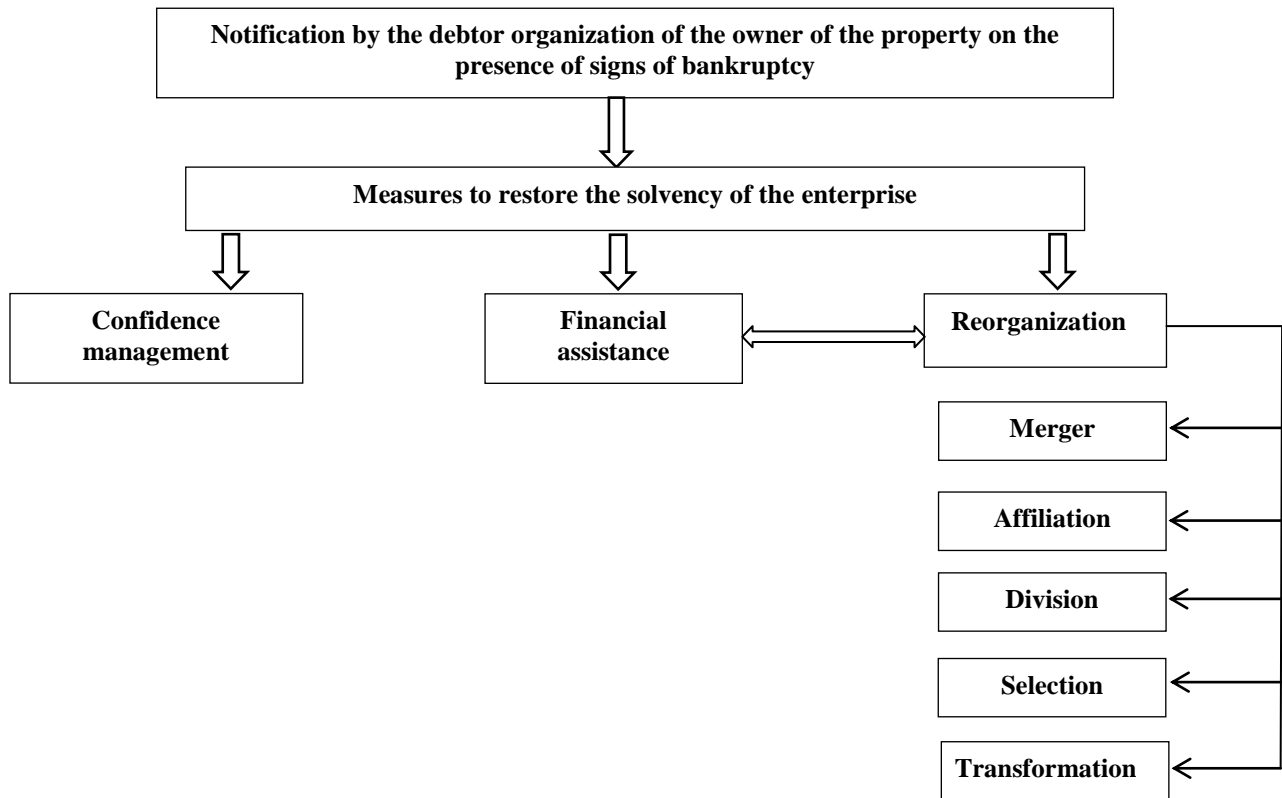 Notification by the debtor organization of the owner of the property on the
presence of signs of bankruptcy
Measures to restore the solvency of the enterprise
Confidence
management
Financial
assistance
Reorganization
Merger
Affiliation
Division
Selection
Transformation